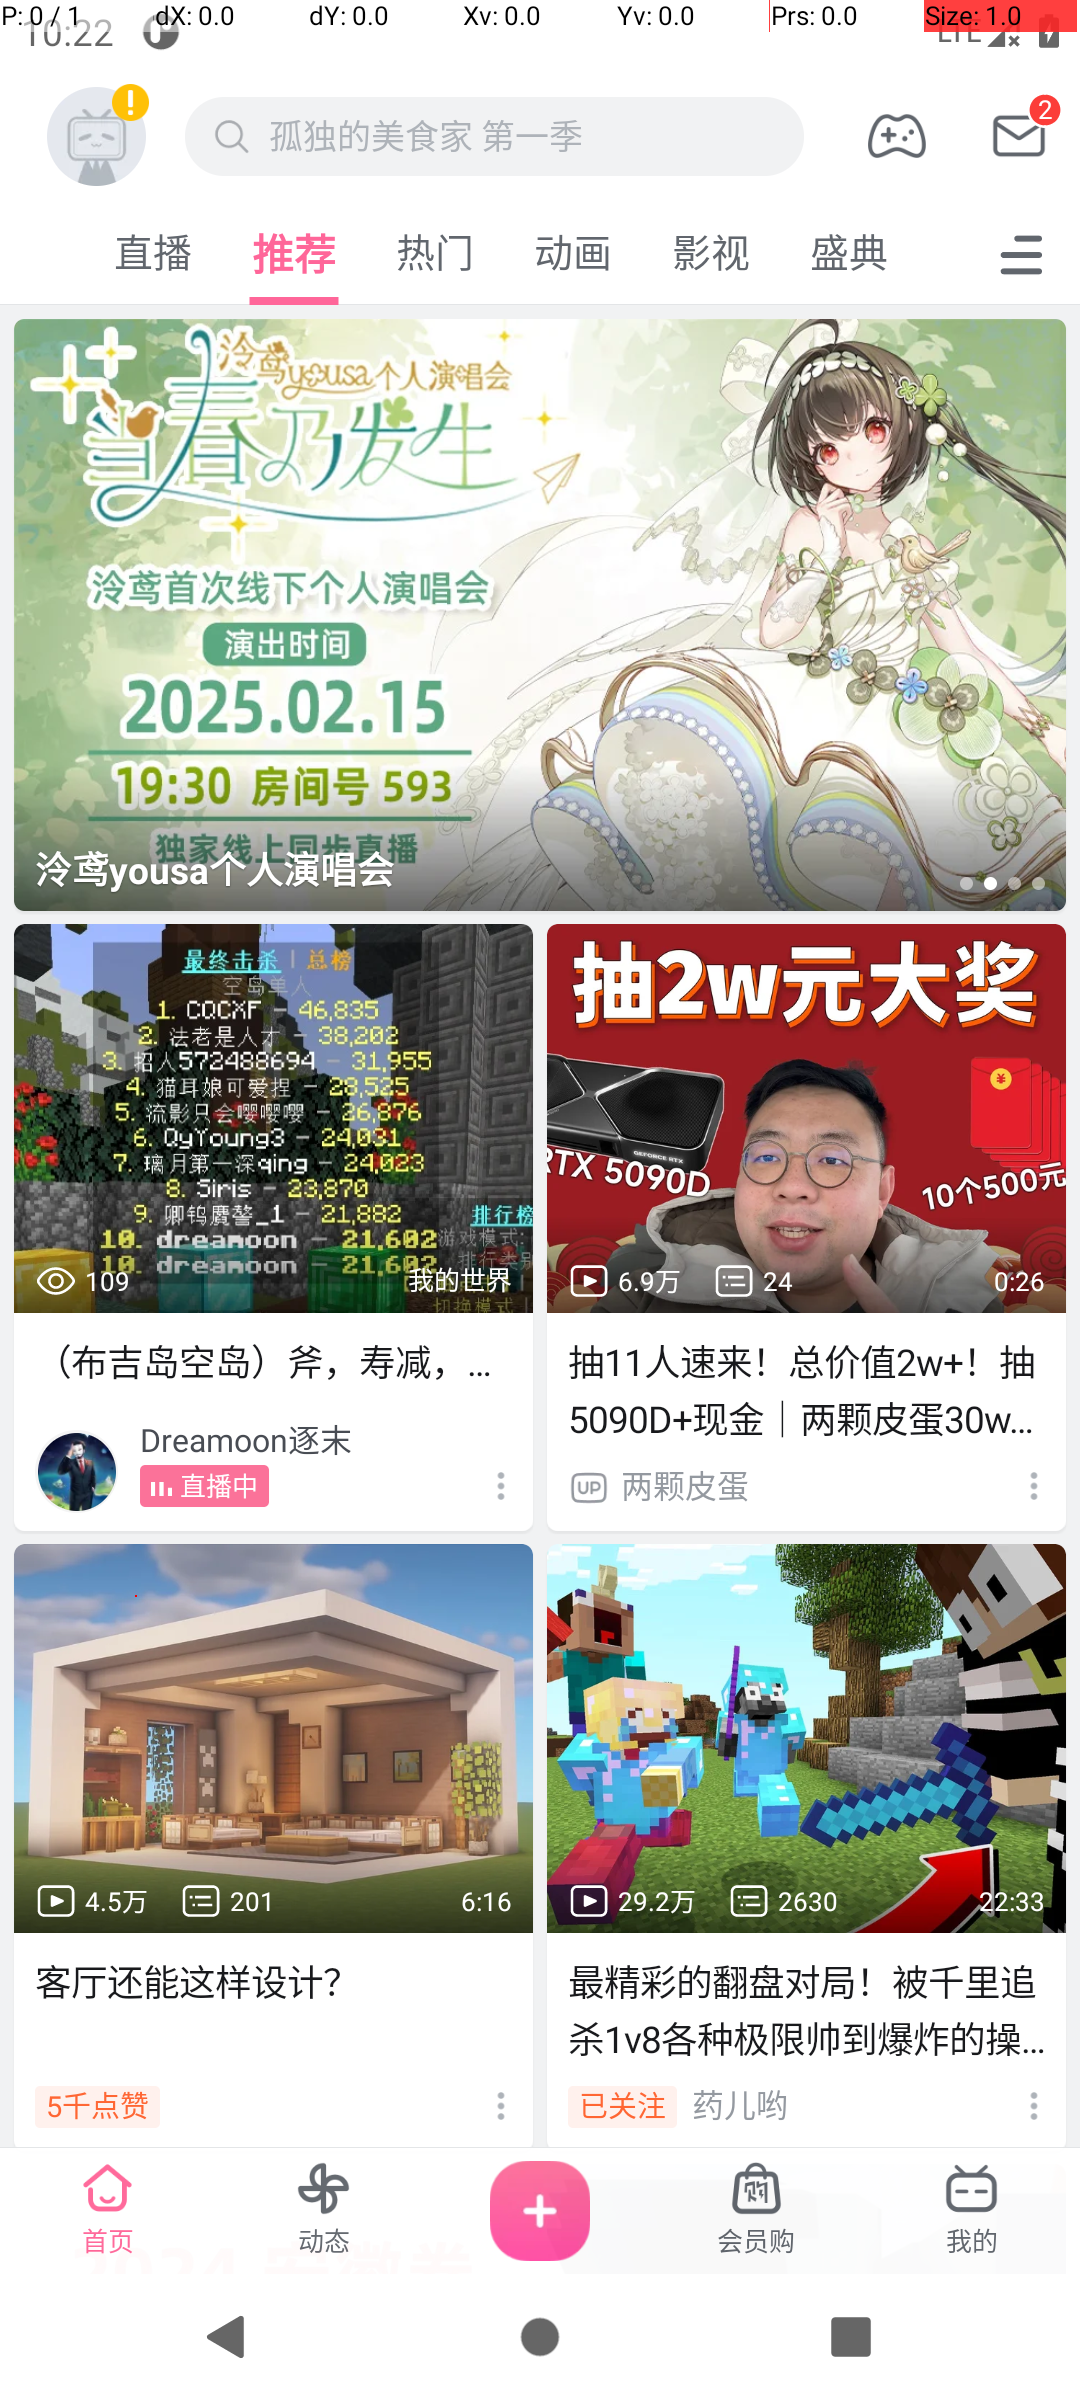 P: 0 / 1 dX: 0.0 dY: 0.0 Xv: 0.0 Yv: 0.0 Prs: 0.0 Size: 1.0
10:22 LTE
孤独的美食家 第一季
2
直播 推荐 热门 动画 影视 盛典
泠鸢yousa个人演唱会
当春乃发生
泠鸢首次线下个人演唱会
演出时间
2025.02.15
19:30 房间号 593
独家线上同步直播
泠鸢yousa个人演唱会
最终击杀 | 总榜
空岛单人
1. COCXF – 46,835
2. 法老是人才 – 38,202
3. 招人572488694 – 31,955
4. 猫耳娘可爱捏 – 28,525
5. 流影只会嘤嘤嘤 – 26,876
6. QyYoung3 – 24,031
7. 璃月第一深qing – 24,023
8. Siris – 23,870
9. – 21,882
10. dreamoon – 21,602
10. dreamoon – 21,602
排行榜
游戏模式:
排行类别
切换模式
109 我的世界
（布吉岛空岛）斧，寿减，...
Dreamoon逐末
直播中
抽2w元大奖
GEFORCE RTX
RTX 5090D
10个500元
6.9万 24 0:26
抽11人速来！总价值2w+！抽
5090D+现金｜两颗皮蛋30w...
UP 两颗皮蛋
4.5万 201 6:16
客厅还能这样设计？
5千点赞
29.2万 2630 22:33
最精彩的翻盘对局！被千里追
杀1v8各种极限帅到爆炸的操...
已关注 药儿哟
首页 动态 会员购 我的